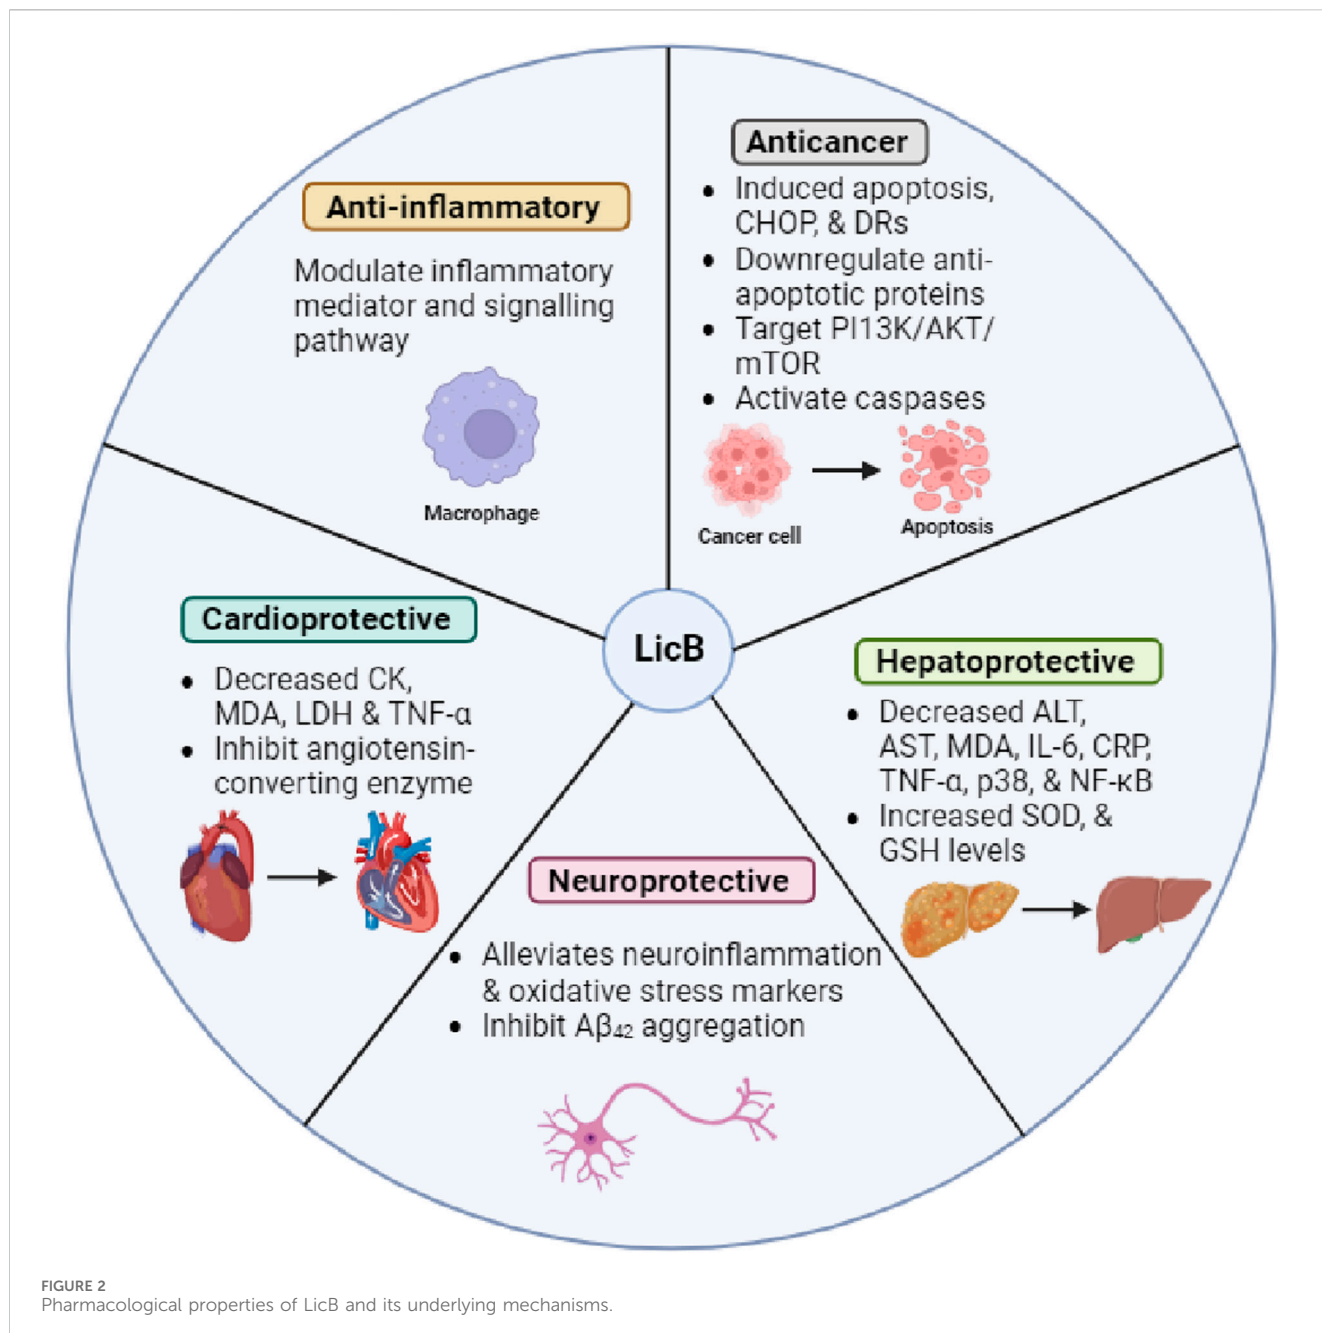 Anti-inflammatory
Modulate inflammatory
mediator and signalling
pathway
Macrophage
Anticancer
• Induced apoptosis,
CHOP, & DRs
• Downregulate anti-
apoptotic proteins
• Target PI13K/AKT/
mTOR
• Activate caspases
Cancer cell
Apoptosis
LicB
Cardioprotective
• Decreased CK,
MDA, LDH & TNF-α
• Inhibit angiotensin-
converting enzyme
Hepatoprotective
• Decreased ALT,
AST, MDA, IL-6, CRP,
TNF-α, p38, & NF-κB
• Increased SOD, &
GSH levels
Neuroprotective
• Alleviates neuroinflammation
& oxidative stress markers
• Inhibit Aβ₄₂ aggregation
FIGURE 2
Pharmacological properties of LicB and its underlying mechanisms.